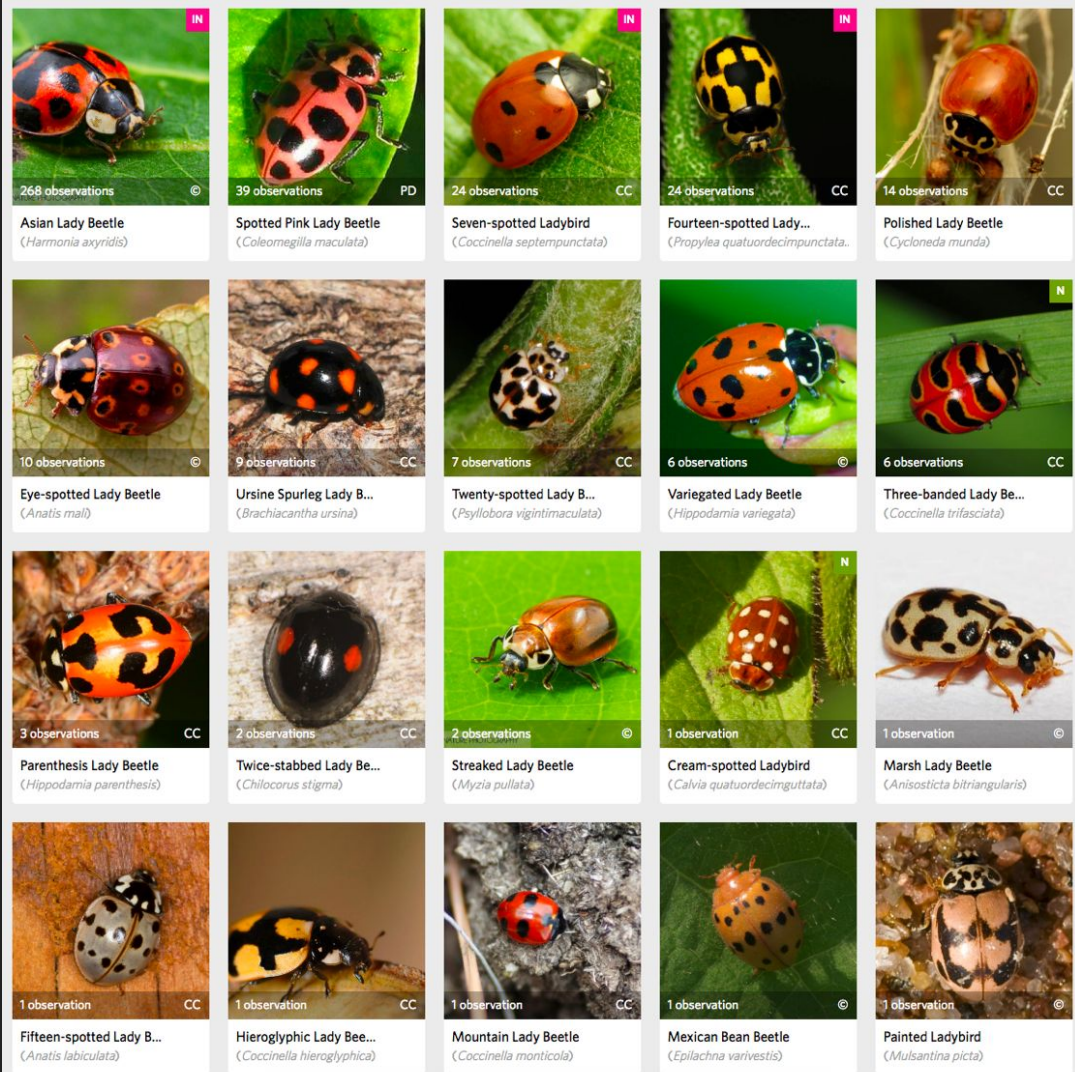 IN
268 observations ©
NATURE PHOTOGRAPHY
Asian Lady Beetle
(Harmonia axyridis)
39 observations PD
Spotted Pink Lady Beetle
(Coleomegilla maculata)
IN
24 observations CC
Seven-spotted Ladybird
(Coccinella septempunctata)
IN
24 observations CC
Fourteen-spotted Lady...
(Propylea quatuordecimpunctata..
14 observations CC
Polished Lady Beetle
(Cycloneda munda)
10 observations ©
Eye-spotted Lady Beetle
(Anatis mali)
9 observations CC
Ursine Spurleg Lady B...
(Brachiacantha ursina)
7 observations CC
Twenty-spotted Lady B...
(Psyllobora vigintimaculata)
6 observations ©
Variegated Lady Beetle
(Hippodamia variegata)
N
6 observations CC
Three-banded Lady Be...
(Coccinella trifasciata)
3 observations CC
Parenthesis Lady Beetle
(Hippodamia parenthesis)
2 observations CC
Twice-stabbed Lady Be...
(Chilocorus stigma)
2 observations ©
NATURE PHOTOGRAPHY
Streaked Lady Beetle
(Myzia pullata)
N
1 observation CC
Cream-spotted Ladybird
(Calvia quatuordecimguttata)
1 observation ©
Marsh Lady Beetle
(Anisosticta bitriangularis)
1 observation CC
Fifteen-spotted Lady B...
(Anatis labiculata)
1 observation CC
Hieroglyphic Lady Bee...
(Coccinella hieroglyphica)
1 observation CC
Mountain Lady Beetle
(Coccinella monticola)
1 observation ©
Mexican Bean Beetle
(Epilachna varivestis)
1 observation ©
Painted Ladybird
(Mulsantina picta)